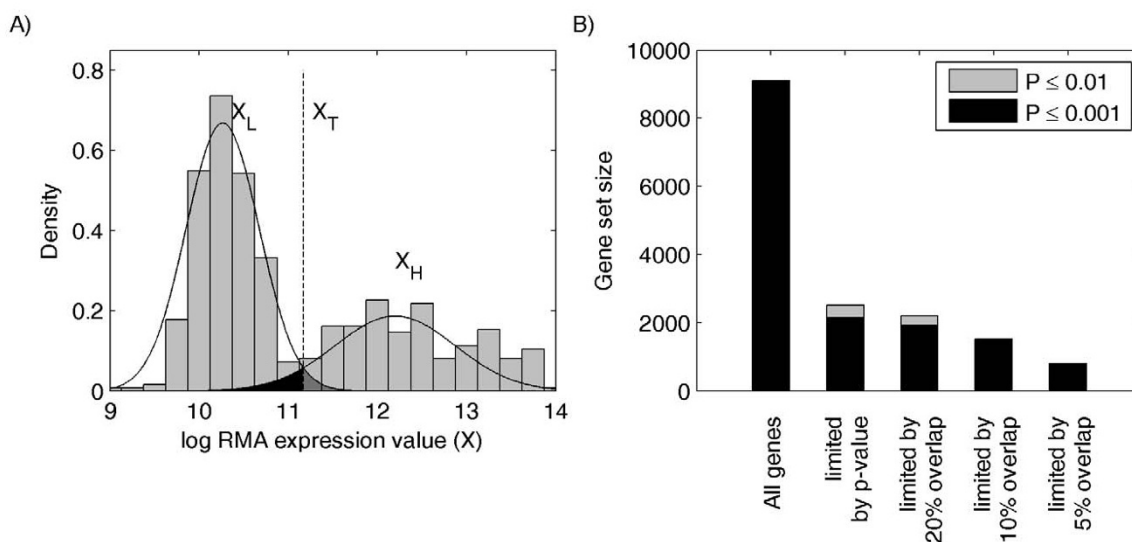 A)
0.8
0.6
0.4
0.2
0
Density
X_L
X_T
X_H
9 10 11 12 13 14
log RMA expression value (X)
B)
10000
8000
6000
4000
2000
0
Gene set size
P ≤ 0.01
P ≤ 0.001
All genes
limited
by p-value
limited by
20% overlap
limited by
10% overlap
limited by
5% overlap